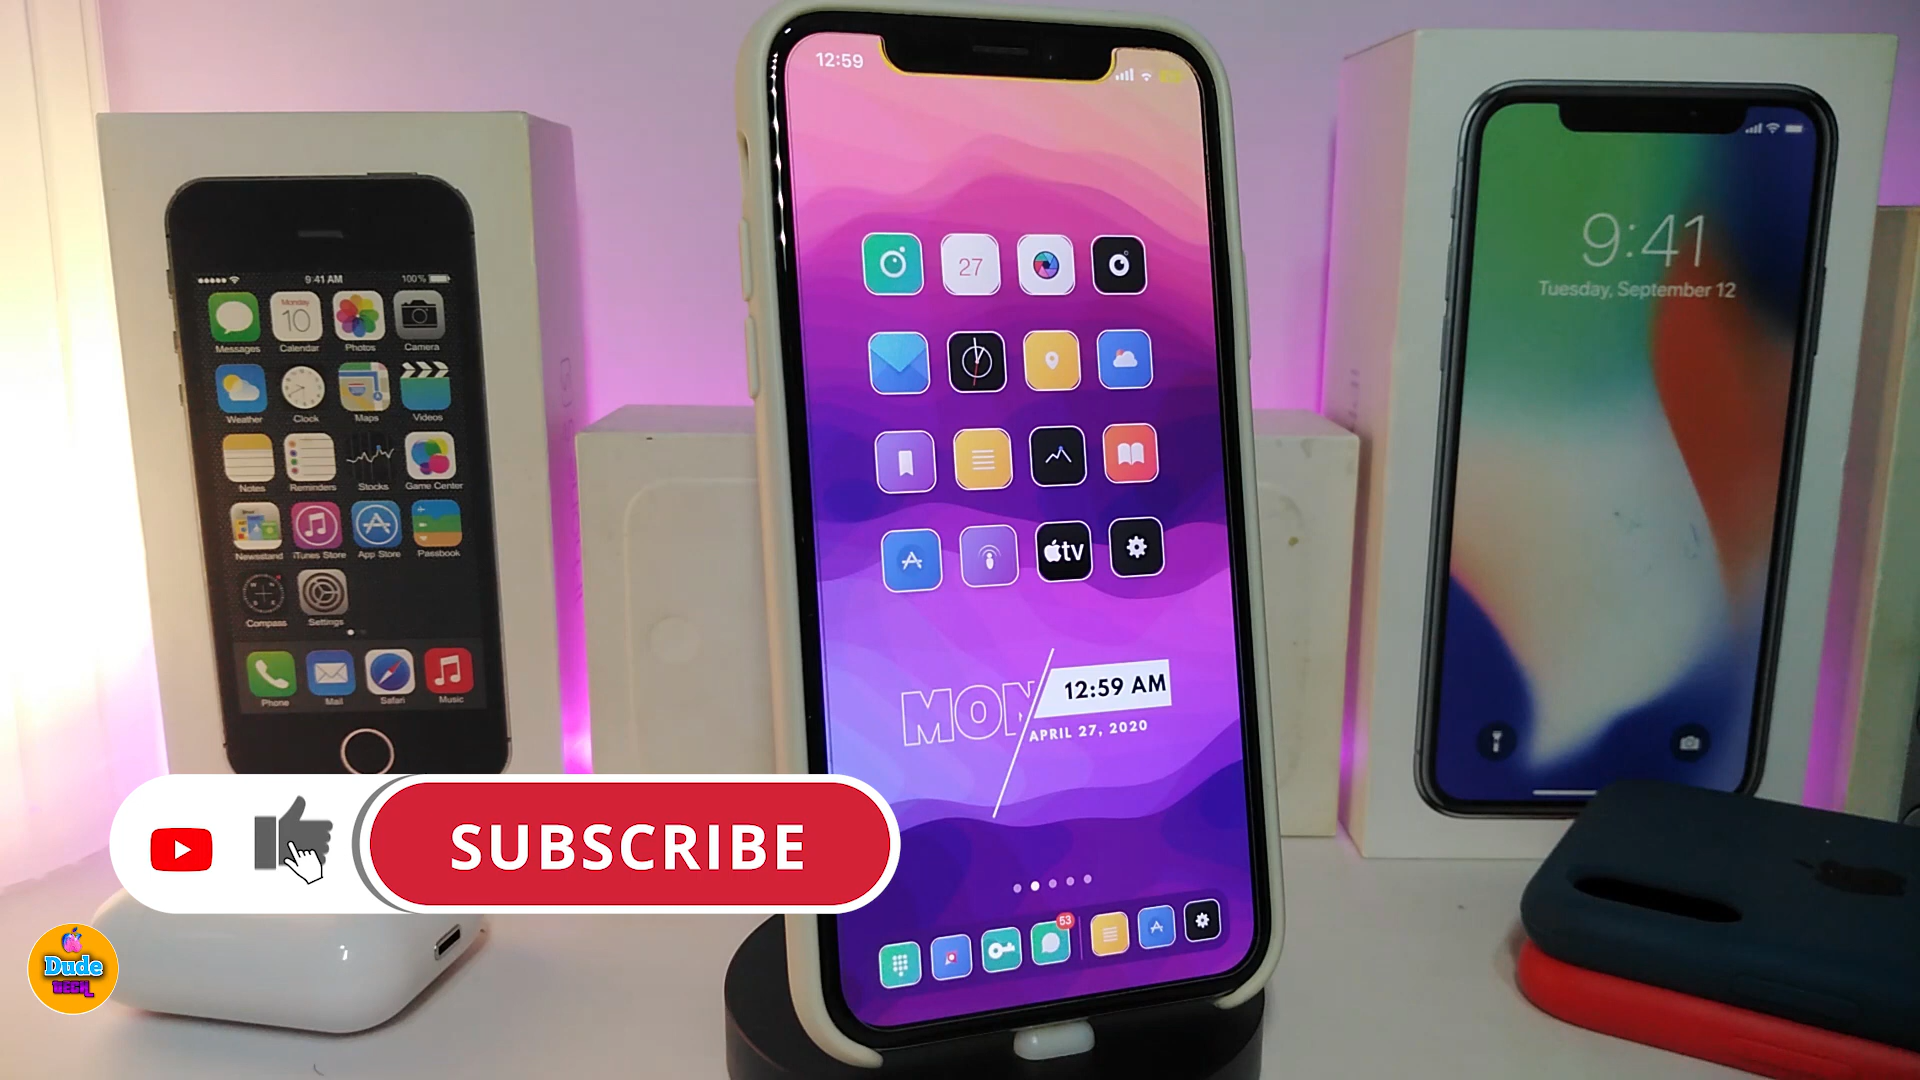 9:41 AM
100%
Monday
10
Messages
Calendar
Photos
Camera
Weather
Clock
Maps
Videos
Notes
Reminders
Stocks
Game Center
Newsstand
iTunes Store
App Store
Passbook
Compass
Settings
Phone
Mail
Safari
Music
12:59
27
tv
MON
12:59 AM
APRIL 27, 2020
53
9:41
Tuesday, September 12
SUBSCRIBE
Dude
TECH